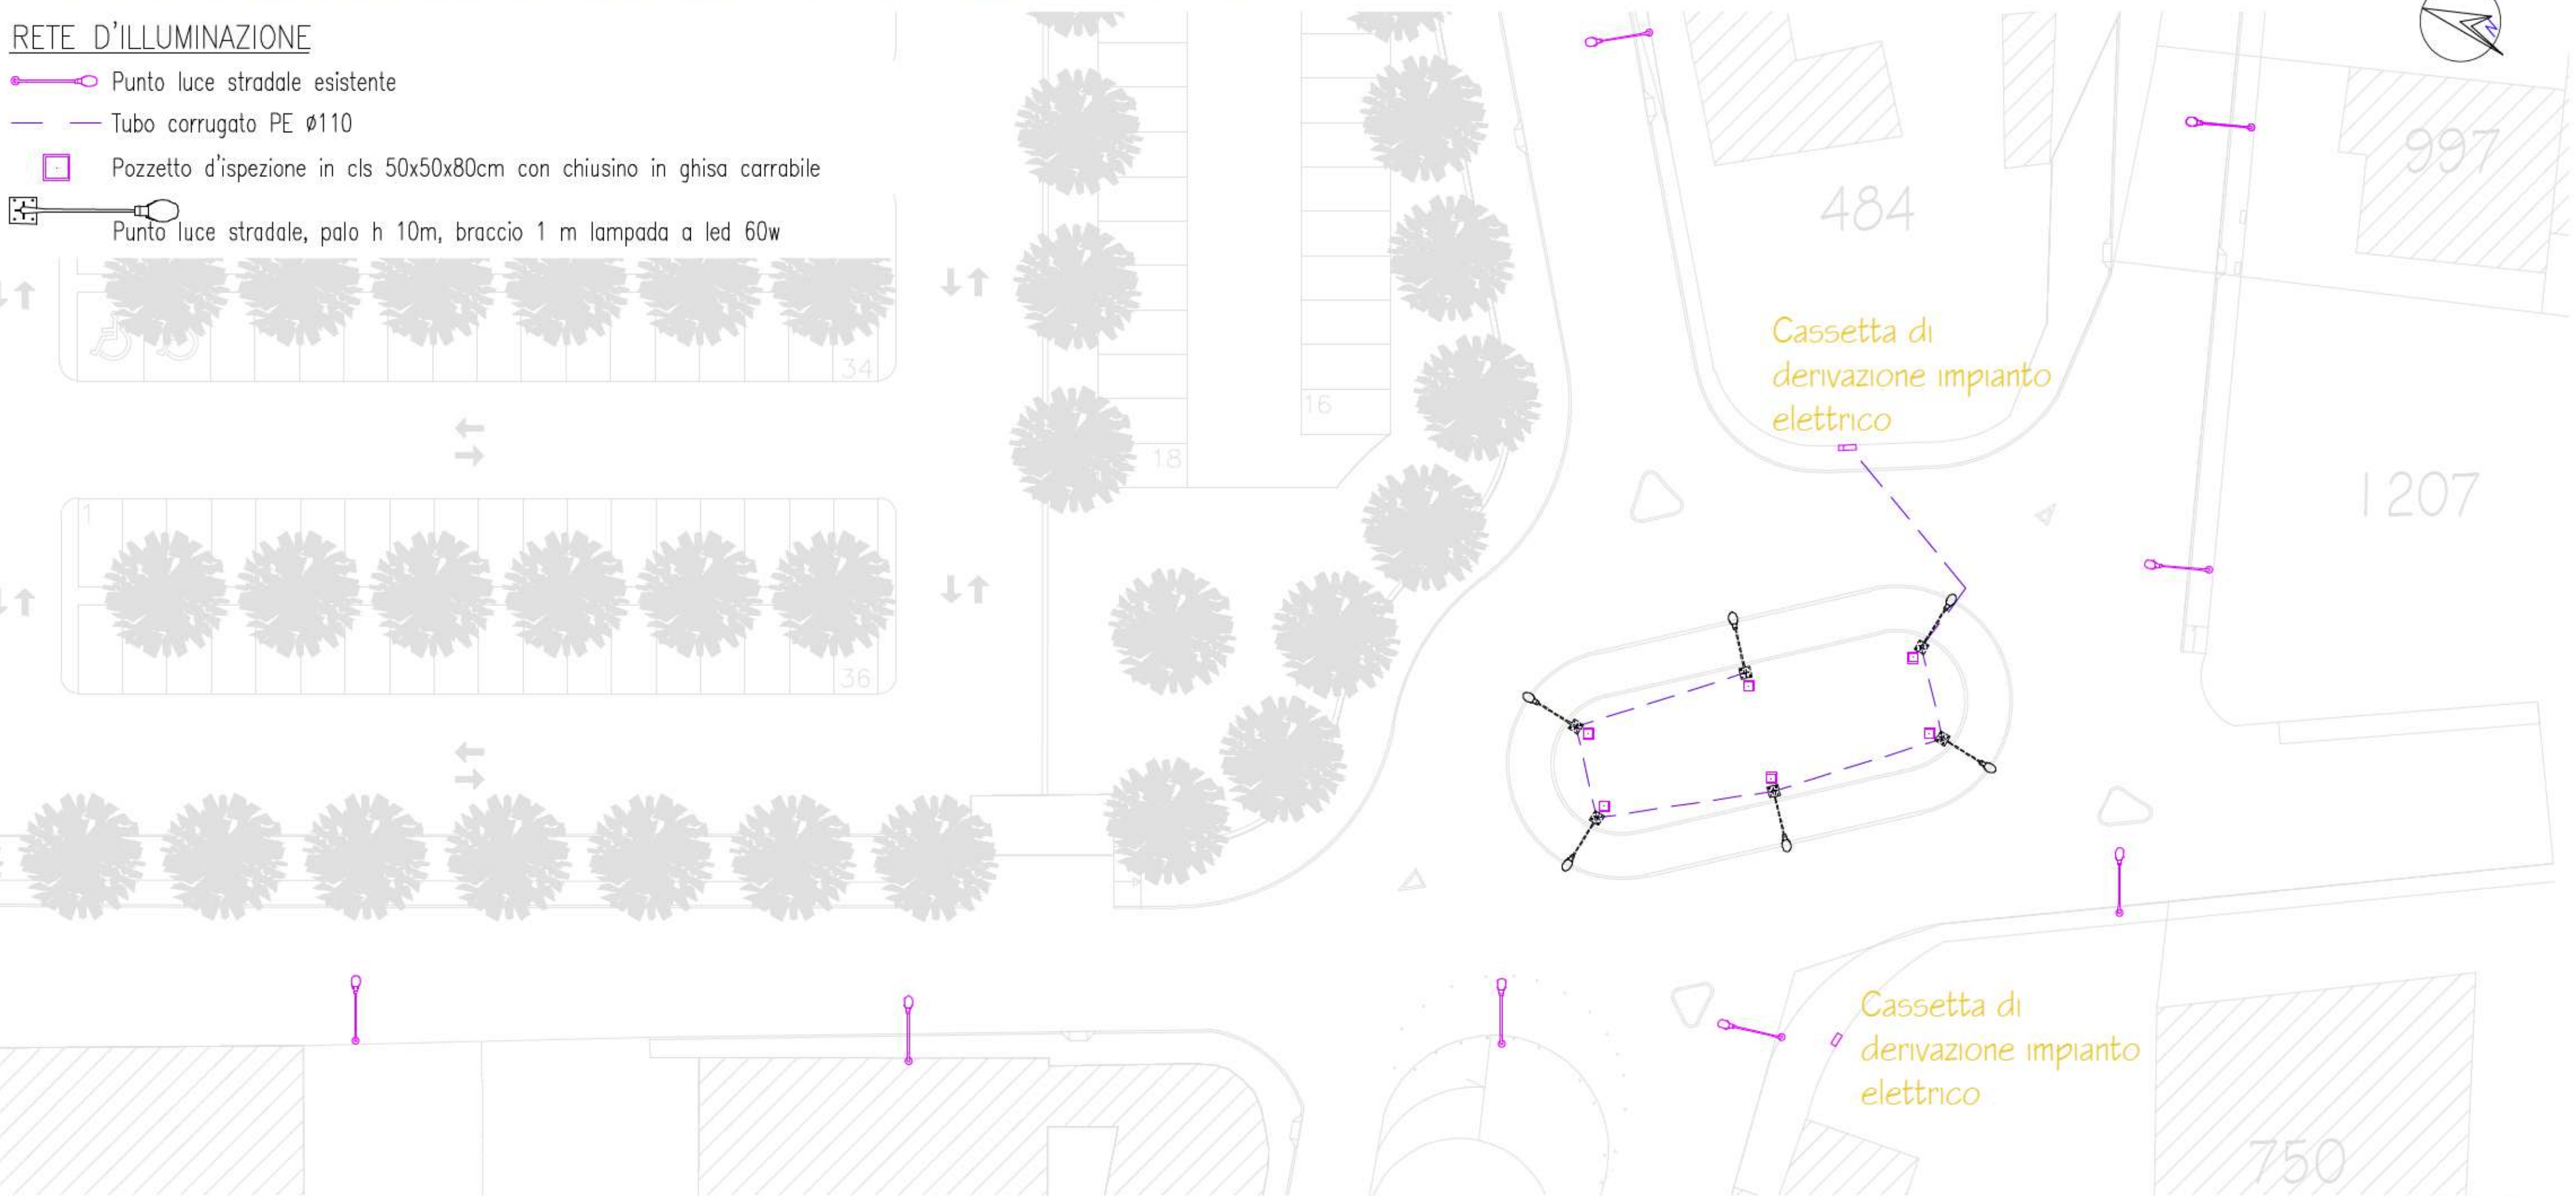 RETE D'ILLUMINAZIONE
Punto luce stradale esistente
Tubo corrugato PE ø110
Pozzetto d'ispezione in cls 50x50x80cm con chiusino in ghisa carrabile
Punto luce stradale, palo h 10m, braccio 1 m lampada a led 60w
N
997
484
Cassetta di
derivazione impianto
elettrico
34
16
18
1207
1
36
Cassetta di
derivazione impianto
elettrico
750